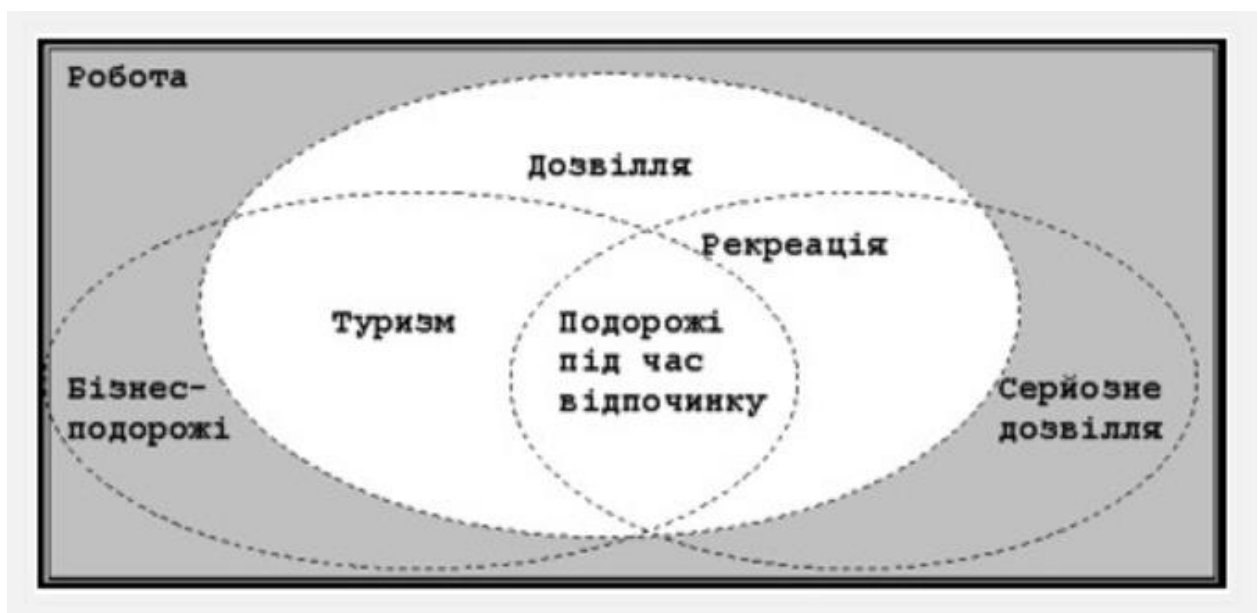 Робота
Дозвілля
Рекреація
Туризм
Подорожі
під час
відпочинку
Бізнес-
подорожі
Серйозне
дозвілля